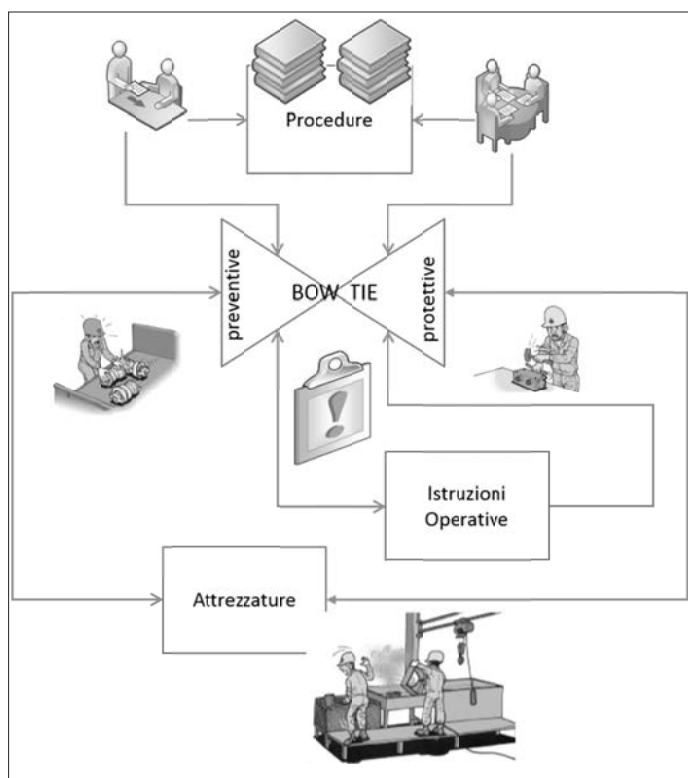 Procedure
preventive
BOW TIE
protettive
Istruzioni
Operative
Attrezzature